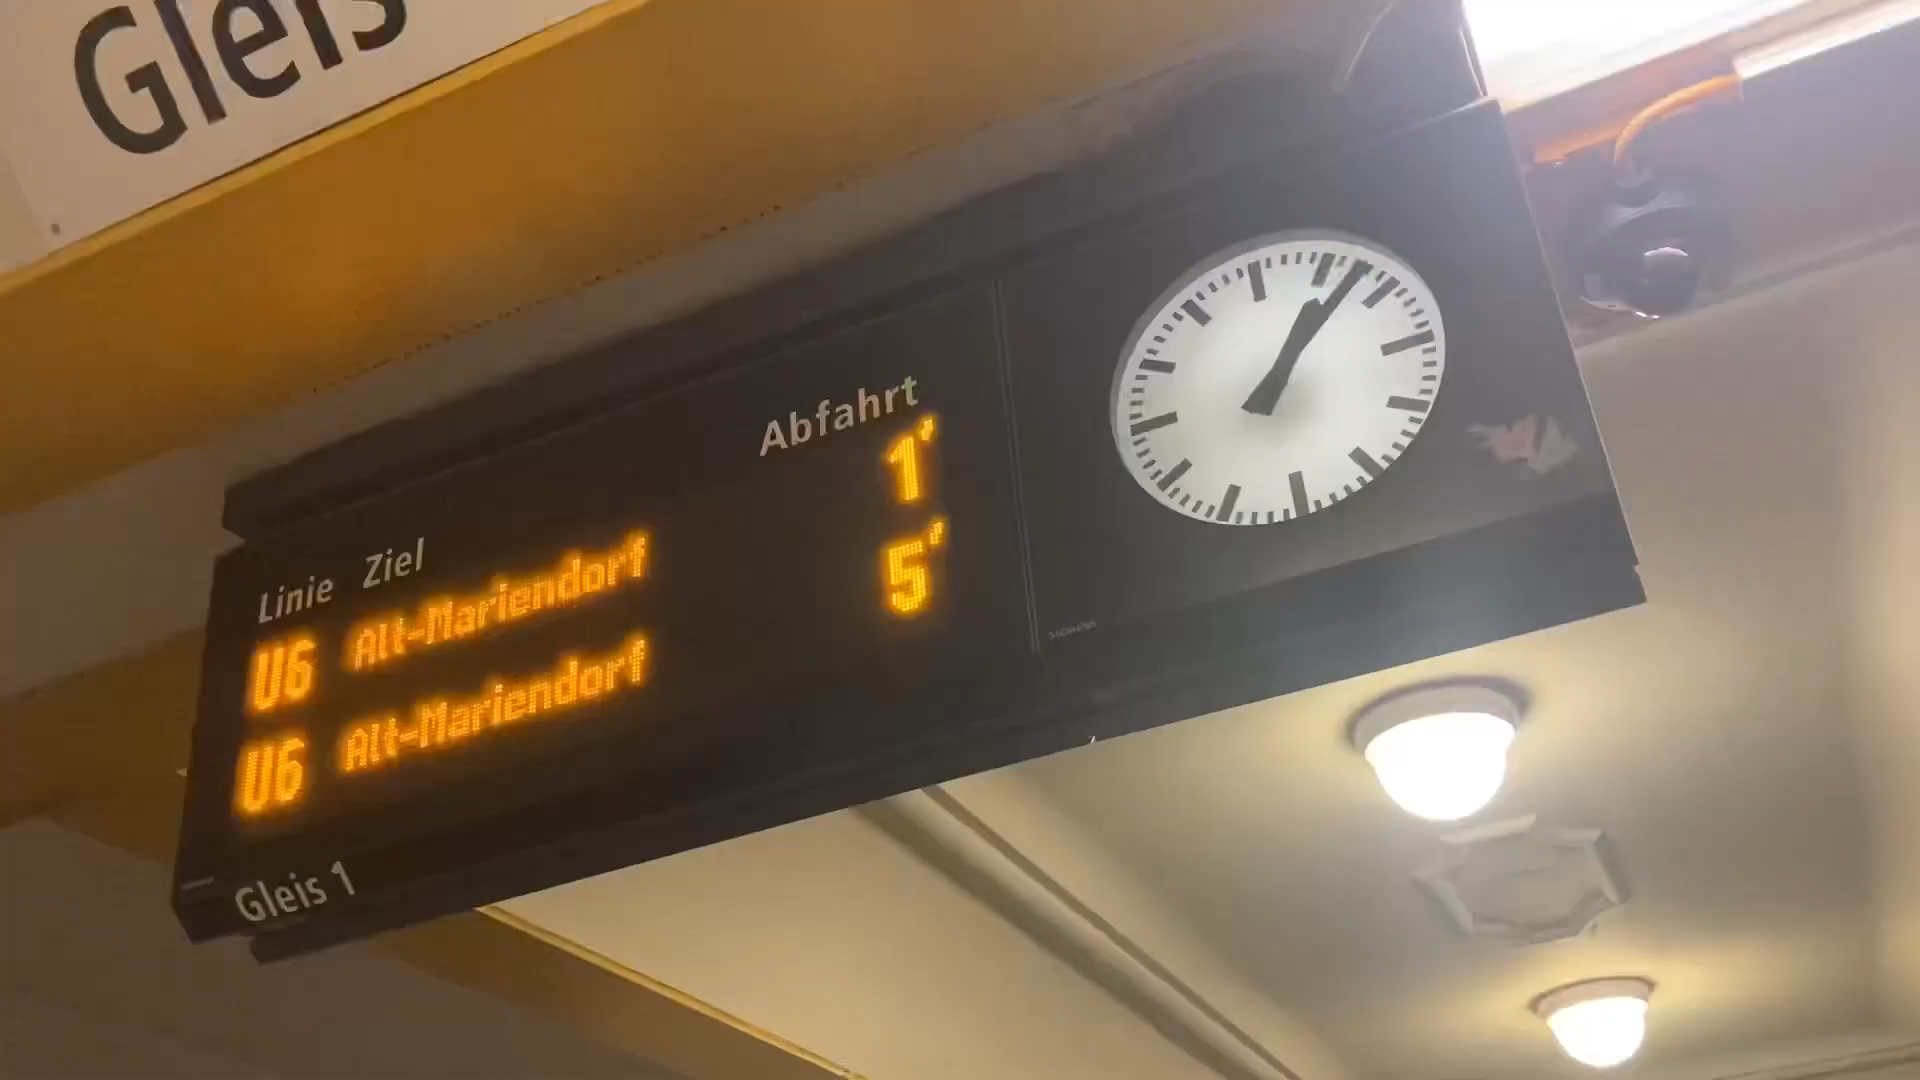 Gleis
Linie Ziel Abfahrt
U6 Alt-Mariendorf 1'
U6 Alt-Mariendorf 5'
Gleis 1